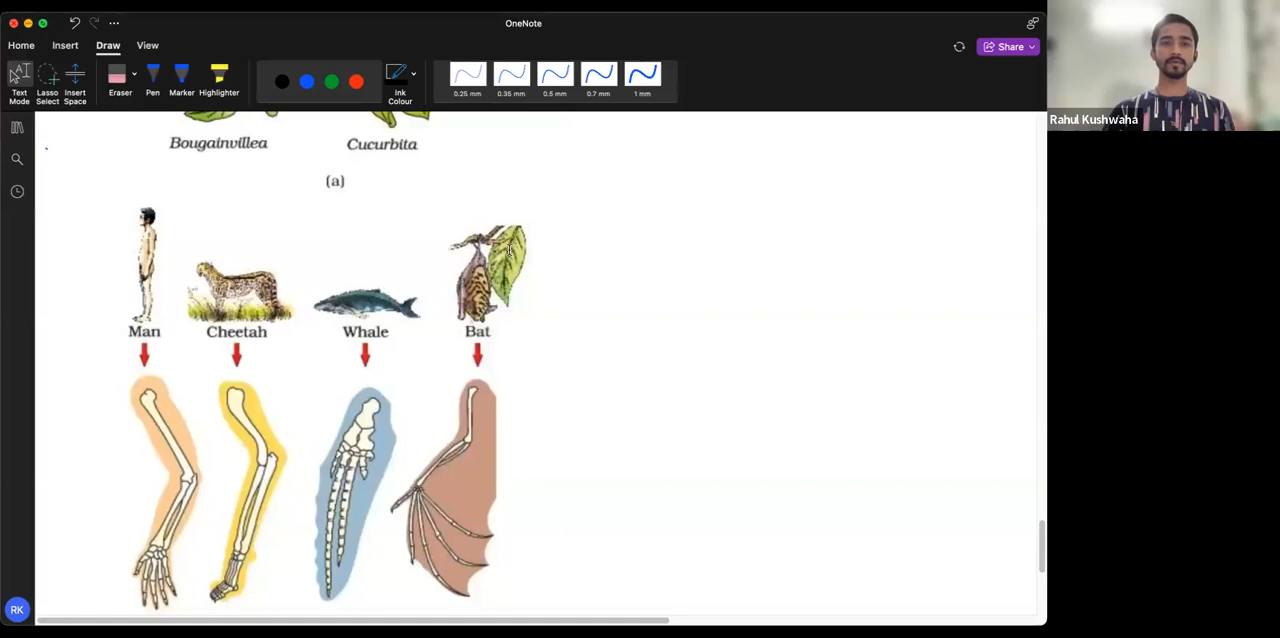 OneNote
Home Insert Draw View
Share
Text Mode
Lasso Select
Insert Space
Eraser
Pen
Marker
Highlighter
Ink Colour
0.25 mm
0.35 mm
0.5 mm
0.7 mm
1 mm
Rahul Kushwaha
Bougainvillea Cucurbita
(a)
Man Cheetah Whale Bat
RK